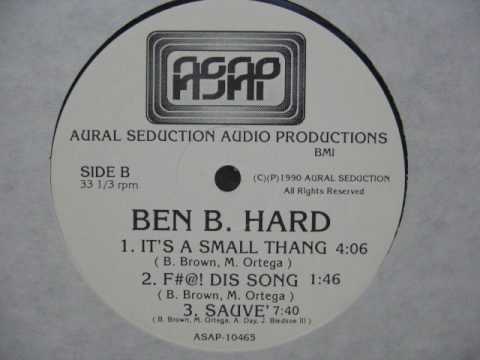 ASAP
AURAL SEDUCTION AUDIO PRODUCTIONS
BMI
SIDE B
33 1/3 rpm
(C)(P)1990 AURAL SEDUCTION
All Rights Reserved
BEN B. HARD
1. IT'S A SMALL THANG 4:06
( B. Brown, M. Ortega )
2. F#@! DIS SONG 1:46
( B. Brown, M. Ortega )
3. SAUVE' 7:40
( B. Brown, M. Ortega, A. Day, J. Bledsoe III )
ASAP-10465